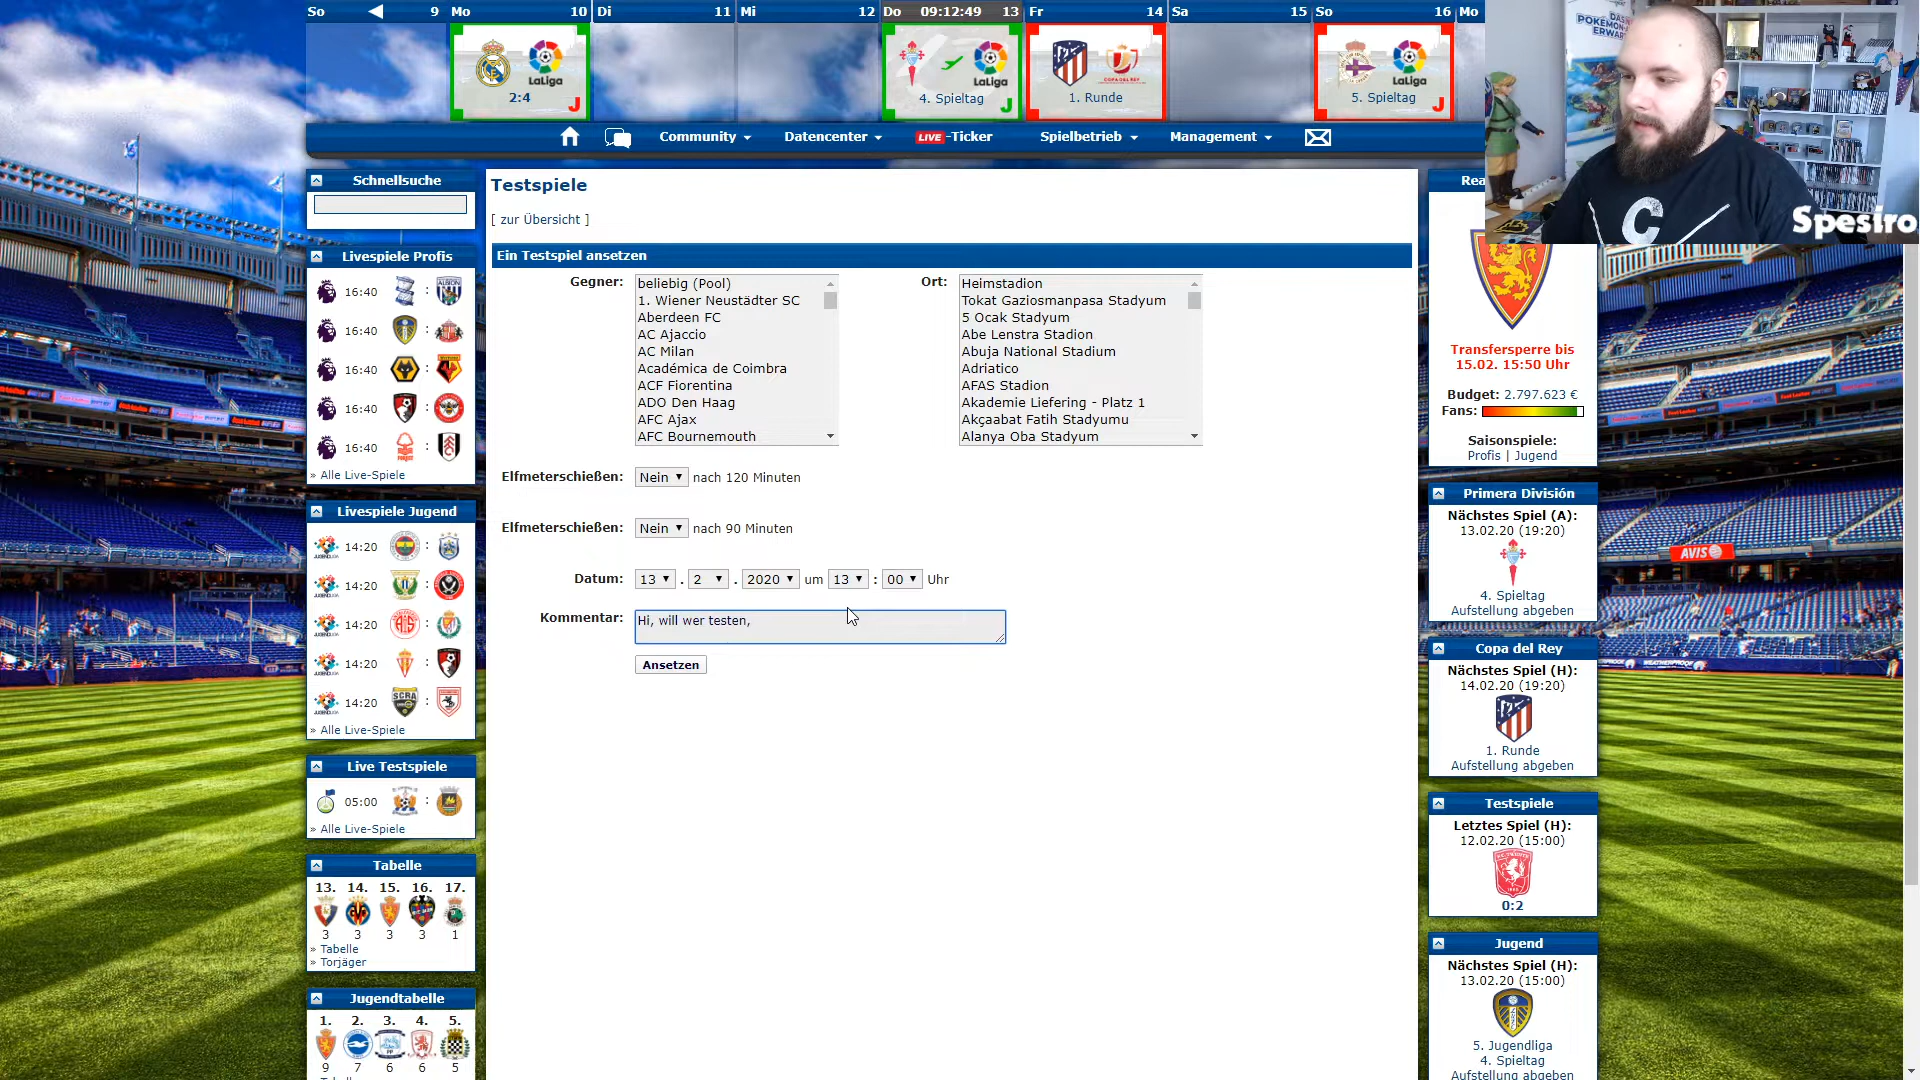 So 9 Mo 10 Di 11 Mi 12 Do 09:12:49 13 Fr 14 Sa 15 So 16 Mo
LaLiga
2:4
J
LaLiga
4. Spieltag
J
COPA DEL REY
1. Runde
LaLiga
5. Spieltag
J
Community
Datencenter
LIVE-Ticker
Spielbetrieb
Management
Spesiro
Schnellsuche
Livespiele Profis
16:40 :
16:40 :
16:40 :
16:40 :
16:40 :
» Alle Live-Spiele
Livespiele Jugend
14:20 :
14:20 :
14:20 :
14:20 :
14:20 :
» Alle Live-Spiele
Live Testspiele
05:00 :
» Alle Live-Spiele
Tabelle
13. 14. 15. 16. 17.
3 3 3 3 1
» Tabelle
» Torjäger
Jugendtabelle
1. 2. 3. 4. 5.
9 7 6 6 5
Testspiele
[ zur Übersicht ]
Ein Testspiel ansetzen
Gegner:
beliebig (Pool)
1. Wiener Neustädter SC
Aberdeen FC
AC Ajaccio
AC Milan
Académica de Coimbra
ACF Fiorentina
ADO Den Haag
AFC Ajax
AFC Bournemouth
Ort:
Heimstadion
Tokat Gaziosmanpasa Stadyum
5 Ocak Stadyum
Abe Lenstra Stadion
Abuja National Stadium
Adriatico
AFAS Stadion
Akademie Liefering - Platz 1
Akçaabat Fatih Stadyumu
Alanya Oba Stadyum
Elfmeterschießen: Nein nach 120 Minuten
Elfmeterschießen: Nein nach 90 Minuten
Datum: 13 . 2 . 2020 um 13 : 00 Uhr
Kommentar: Hi, will wer testen,
Ansetzen
Rea
Transfersperre bis
15.02. 15:50 Uhr
Budget: 2.797.623 €
Fans:
Saisonspiele:
Profis | Jugend
Primera División
Nächstes Spiel (A):
13.02.20 (19:20)
4. Spieltag
Aufstellung abgeben
Copa del Rey
Nächstes Spiel (H):
14.02.20 (19:20)
1. Runde
Aufstellung abgeben
Testspiele
Letztes Spiel (H):
12.02.20 (15:00)
0:2
Jugend
Nächstes Spiel (H):
13.02.20 (15:00)
5. Jugendliga
4. Spieltag
Aufstellung abgeben
AVIS